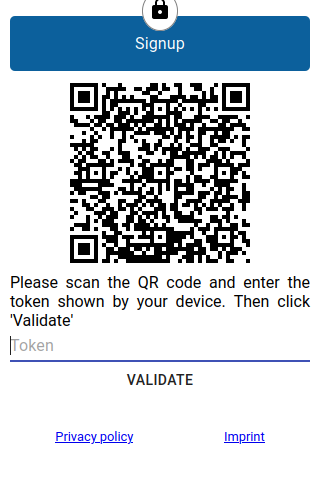 Signup
Please scan the QR code and enter the
token shown by your device. Then click
'Validate'
Token
VALIDATE
Privacy policy Imprint